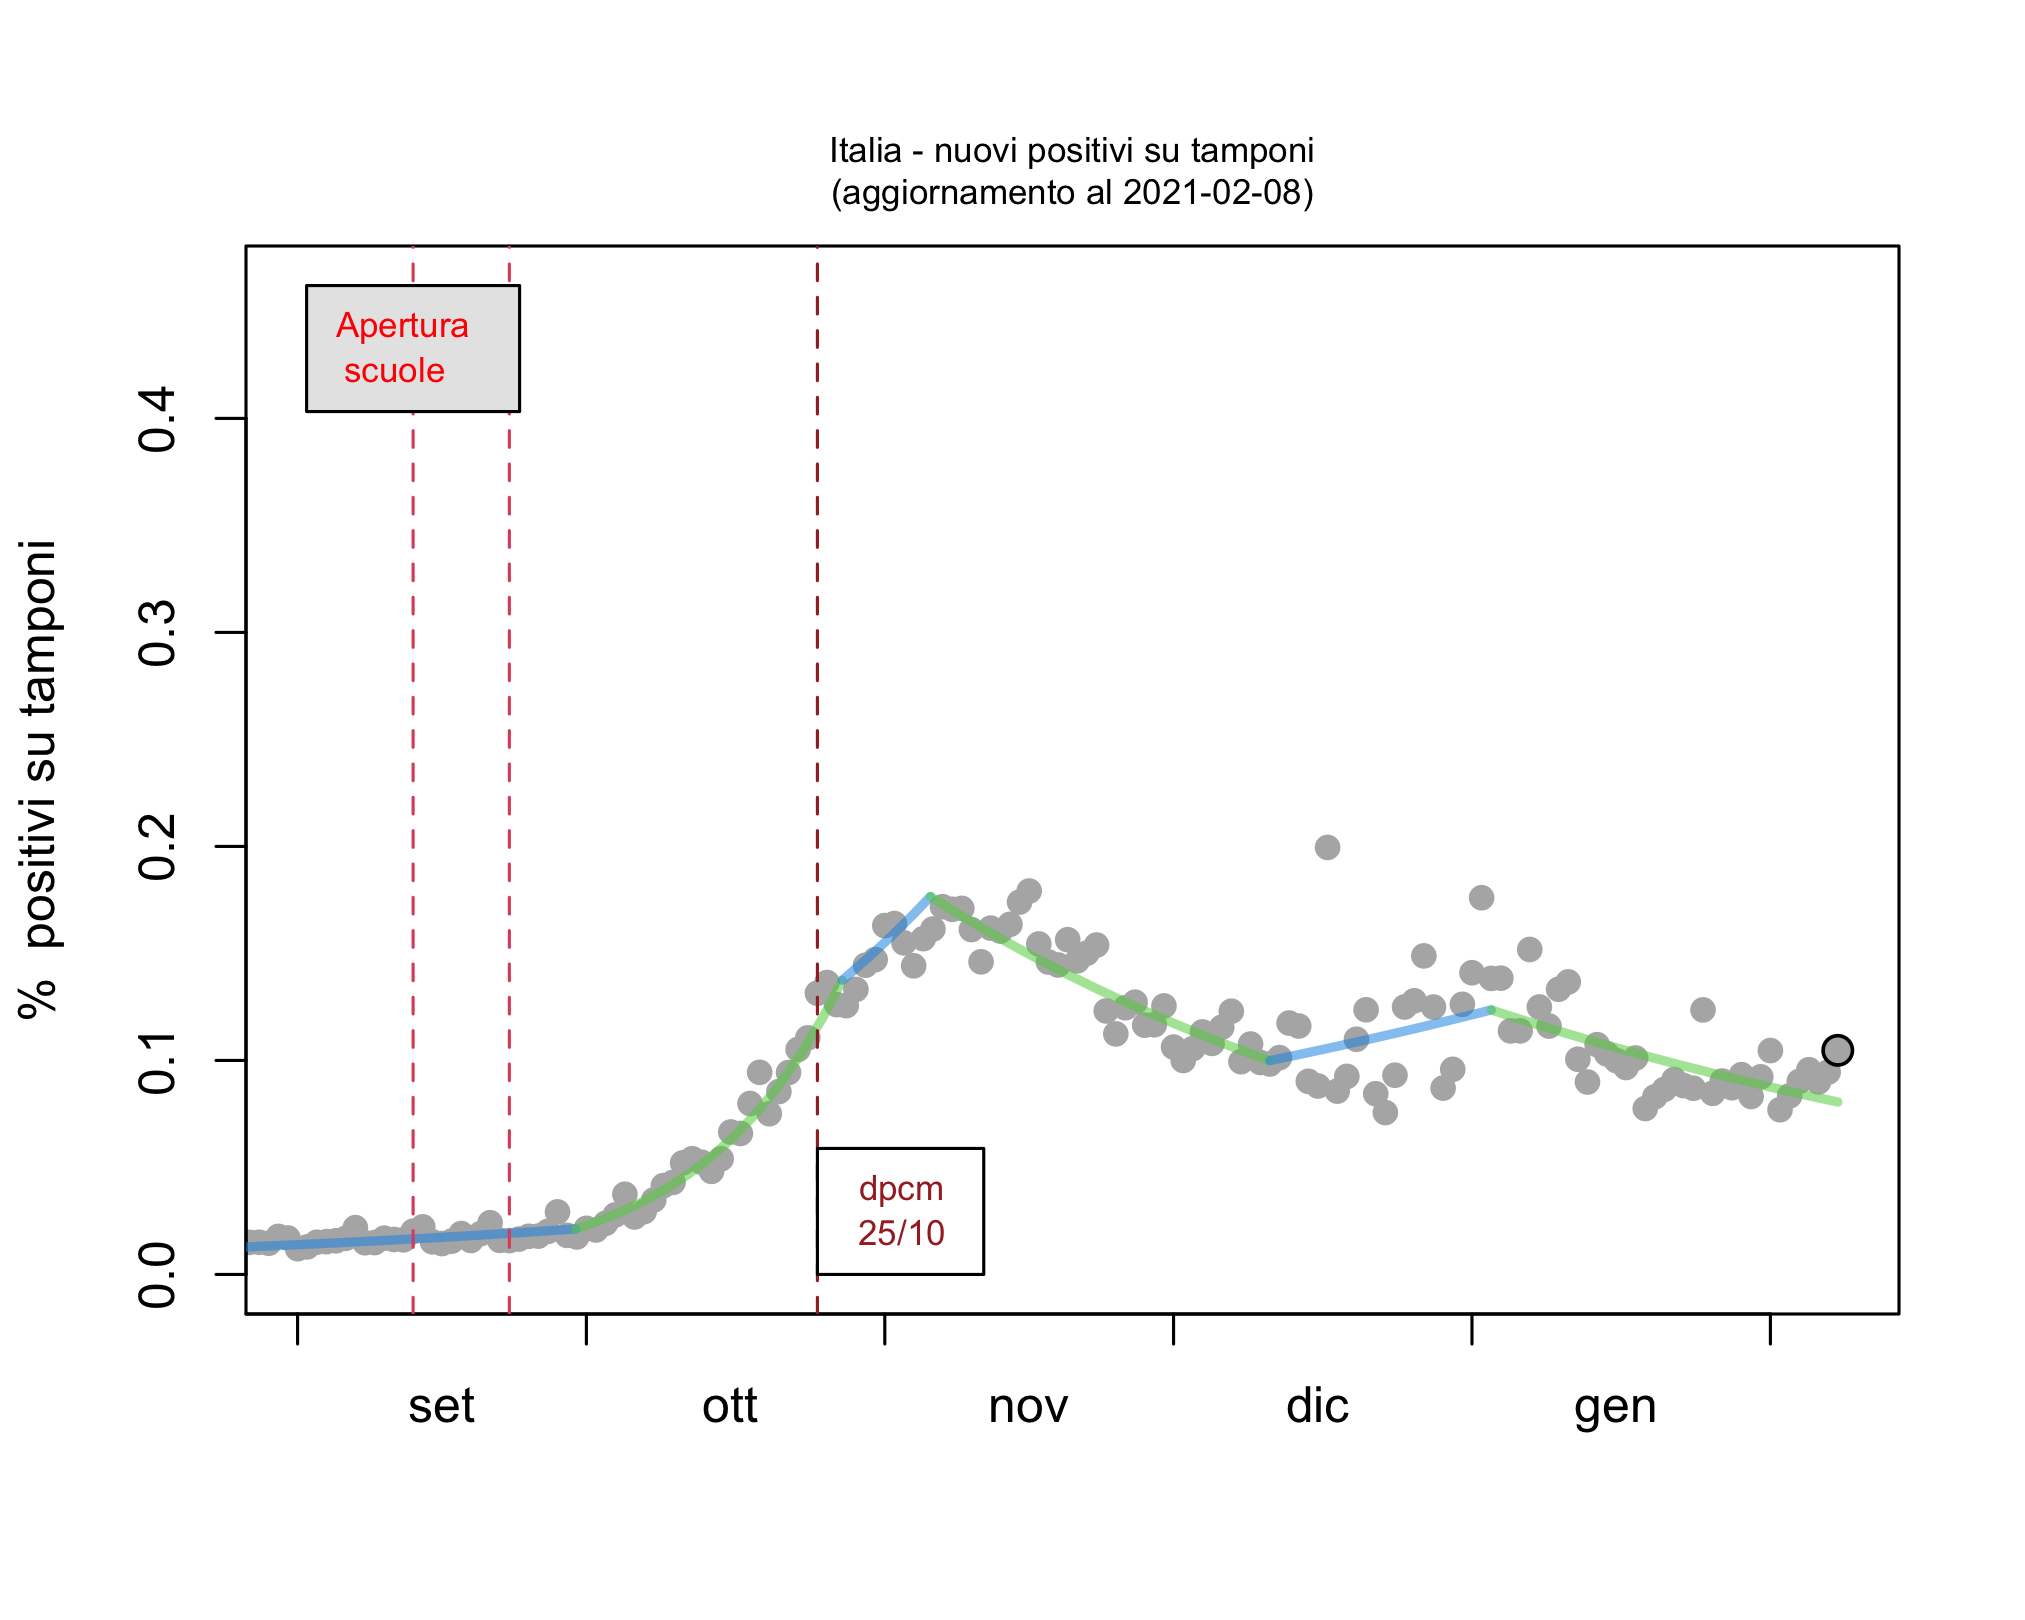 Italia - nuovi positivi su tamponi
(aggiornamento al 2021-02-08)
Apertura
scuole
% positivi su tamponi
0.4
0.3
0.2
0.1
0.0
dpcm
25/10
set ott nov dic gen